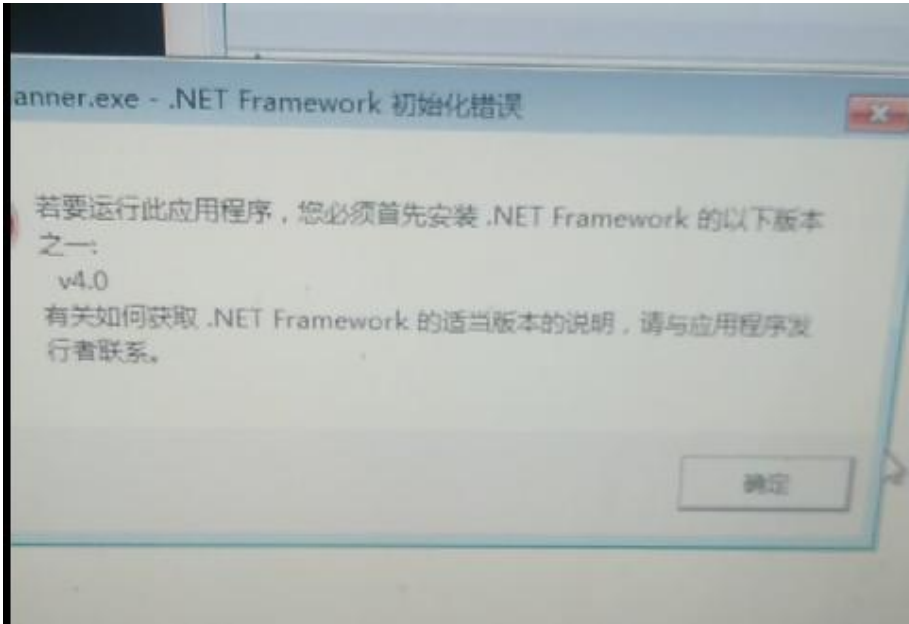 anner.exe - .NET Framework 初始化错误
若要运行此应用程序，您必须首先安装 .NET Framework 的以下版本
之一:
v4.0
有关如何获取 .NET Framework 的适当版本的说明，请与应用程序发
行者联系。
确定